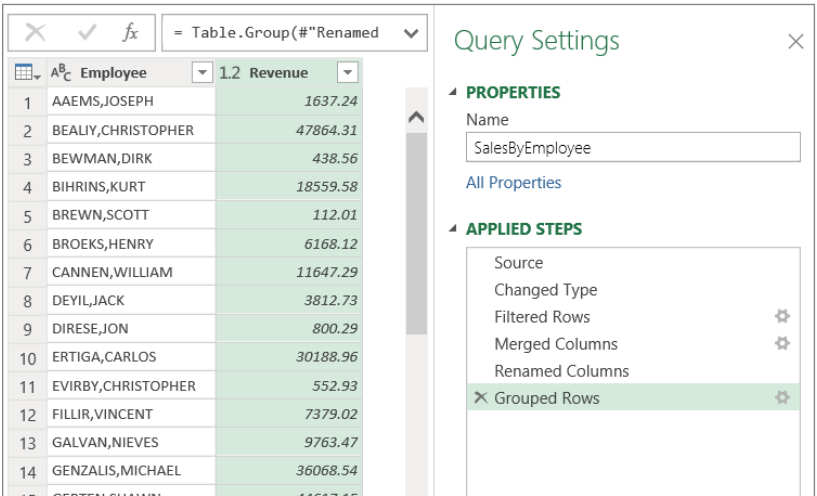 fx = Table.Group(#"Renamed
ABC Employee 1.2 Revenue
1 AAEMS,JOSEPH 1637.24
2 BEALIY,CHRISTOPHER 47864.31
3 BEWMAN,DIRK 438.56
4 BIHRINS,KURT 18559.58
5 BREWN,SCOTT 112.01
6 BROEKS,HENRY 6168.12
7 CANNEN,WILLIAM 11647.29
8 DEYIL,JACK 3812.73
9 DIRESE,JON 800.29
10 ERTIGA,CARLOS 30188.96
11 EVIRBY,CHRISTOPHER 552.93
12 FILLIR,VINCENT 7379.02
13 GALVAN,NIEVES 9763.47
14 GENZALIS,MICHAEL 36068.54
Query Settings
PROPERTIES
Name
SalesByEmployee
All Properties
APPLIED STEPS
Source
Changed Type
Filtered Rows
Merged Columns
Renamed Columns
Grouped Rows